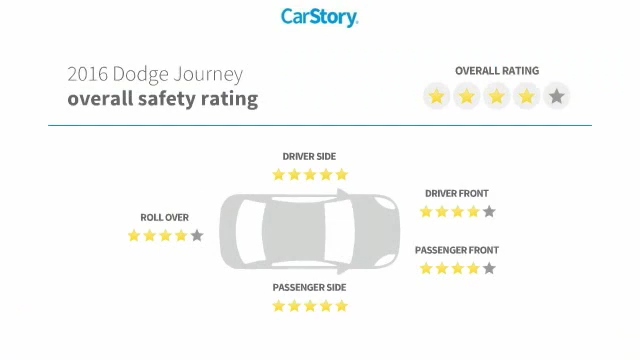 CarStory
2016 Dodge Journey
overall safety rating
OVERALL RATING
DRIVER SIDE
DRIVER FRONT
ROLL OVER
PASSENGER FRONT
PASSENGER SIDE